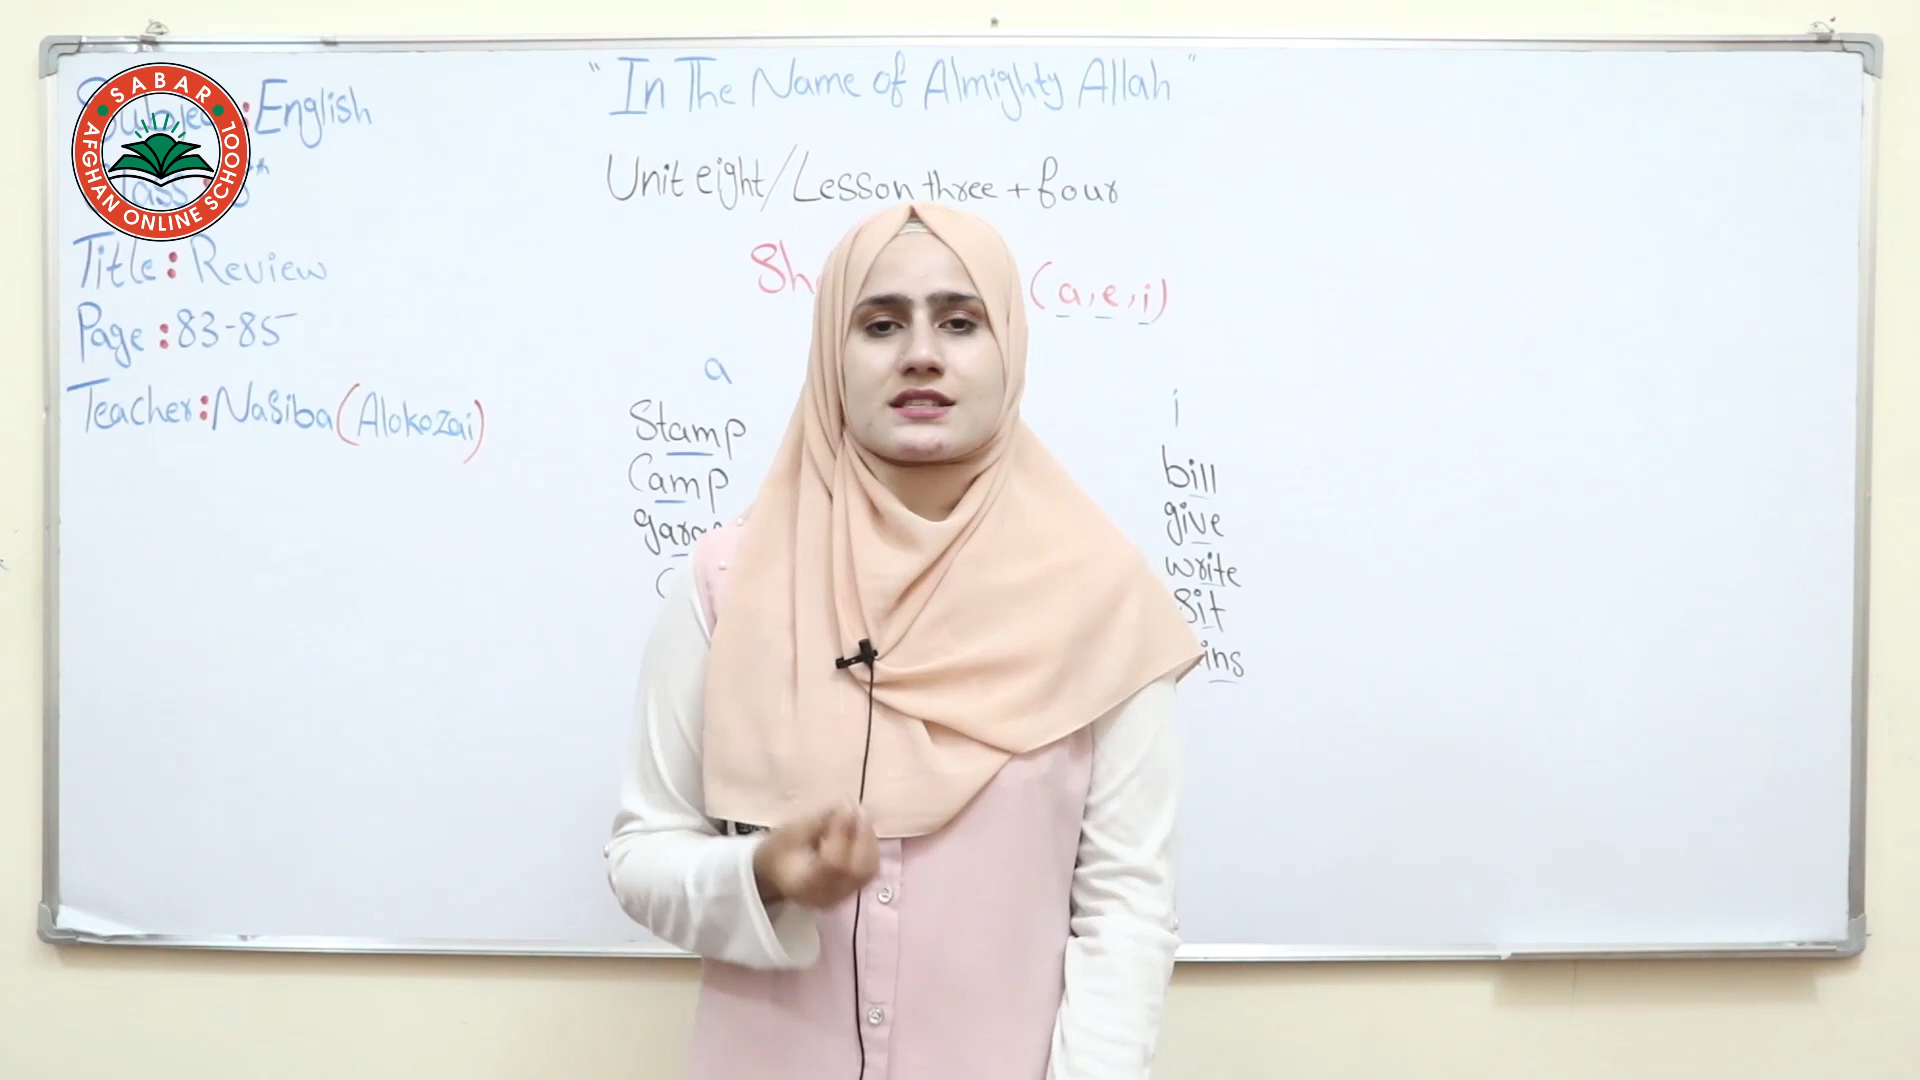 SABAR
AFGHAN ONLINE SCHOOL
English
Title: Review
Page: 83-85
Teacher: Nasiba (Alokozai)
"In The Name of Almighty Allah"
Unit eight/Lesson three + four
(a, e, i)
a
Stamp
Camp
i
bill
give
write
Sit